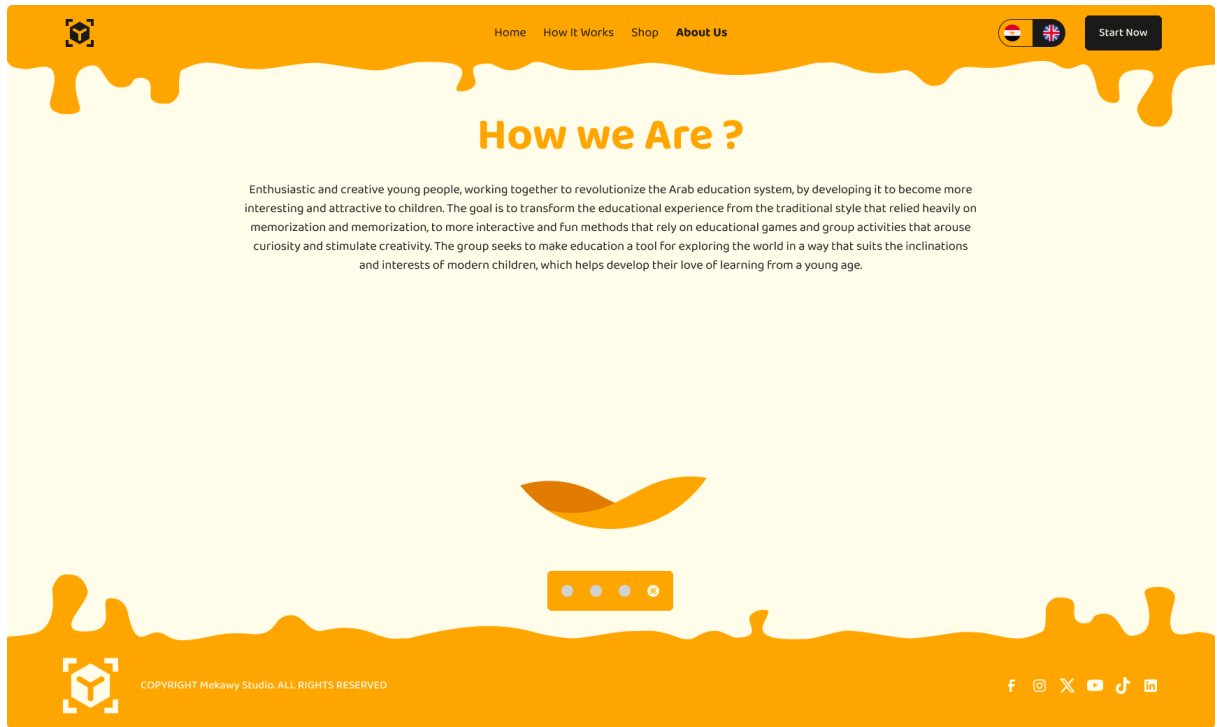 Home How It Works Shop About Us
Start Now
How we Are ?
Enthusiastic and creative young people, working together to revolutionize the Arab education system, by developing it to become more
interesting and attractive to children. The goal is to transform the educational experience from the traditional style that relied heavily on
memorization and memorization, to more interactive and fun methods that rely on educational games and group activities that arouse
curiosity and stimulate creativity. The group seeks to make education a tool for exploring the world in a way that suits the inclinations
and interests of modern children, which helps develop their love of learning from a young age.
COPYRIGHT Mekawy Studio. ALL RIGHTS RESERVED